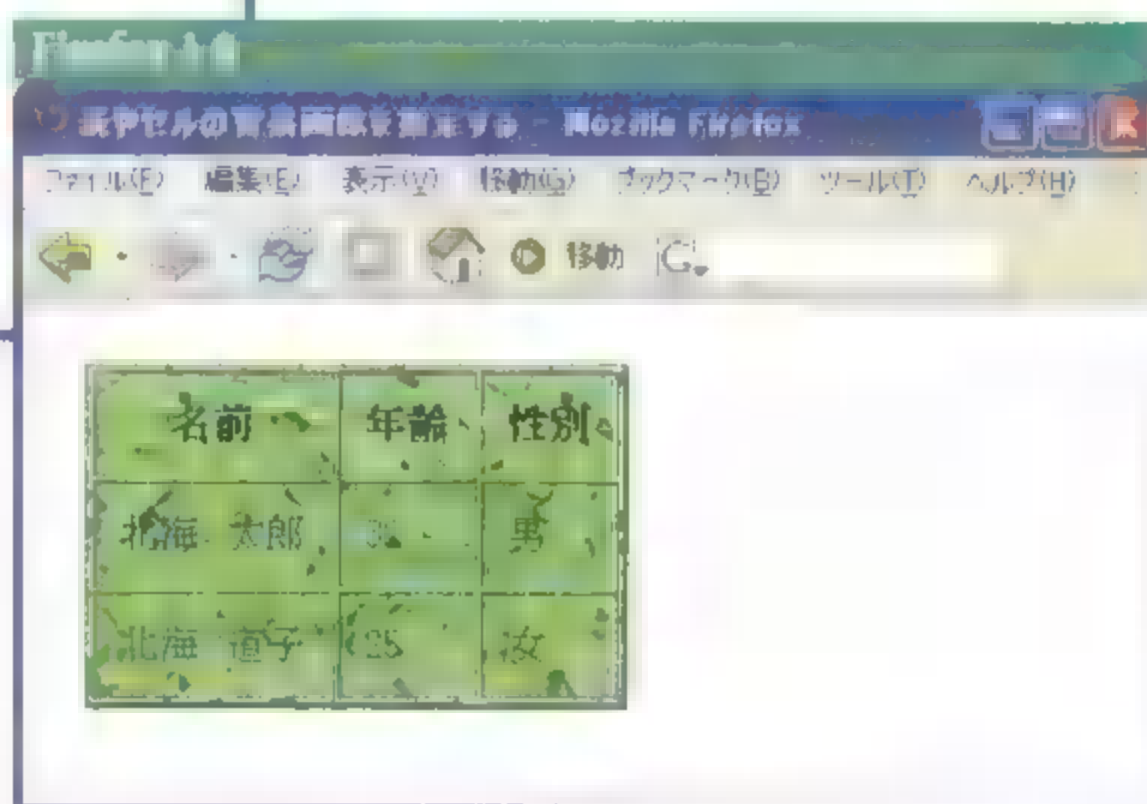 Firefox 1.0
表やセルの背景画像を設定する - Mozilla Firefox
ファイル(F) 編集(E) 表示(V) 移動(G) ブックマーク(B) ツール(T) ヘルプ(H)
移動
名前 年齢 性別
北海 太郎 男
北海 道子 25 女